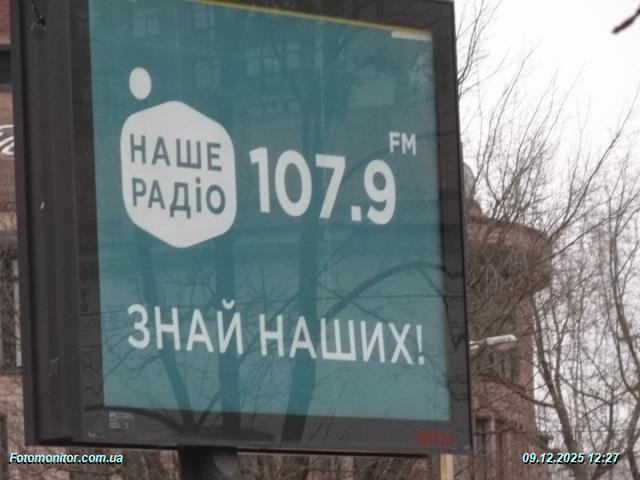 НАШЕ
РАДІО
107.9 FM
ЗНАЙ НАШИХ!
Fotomonitor.com.ua
09.12.2025 12:27